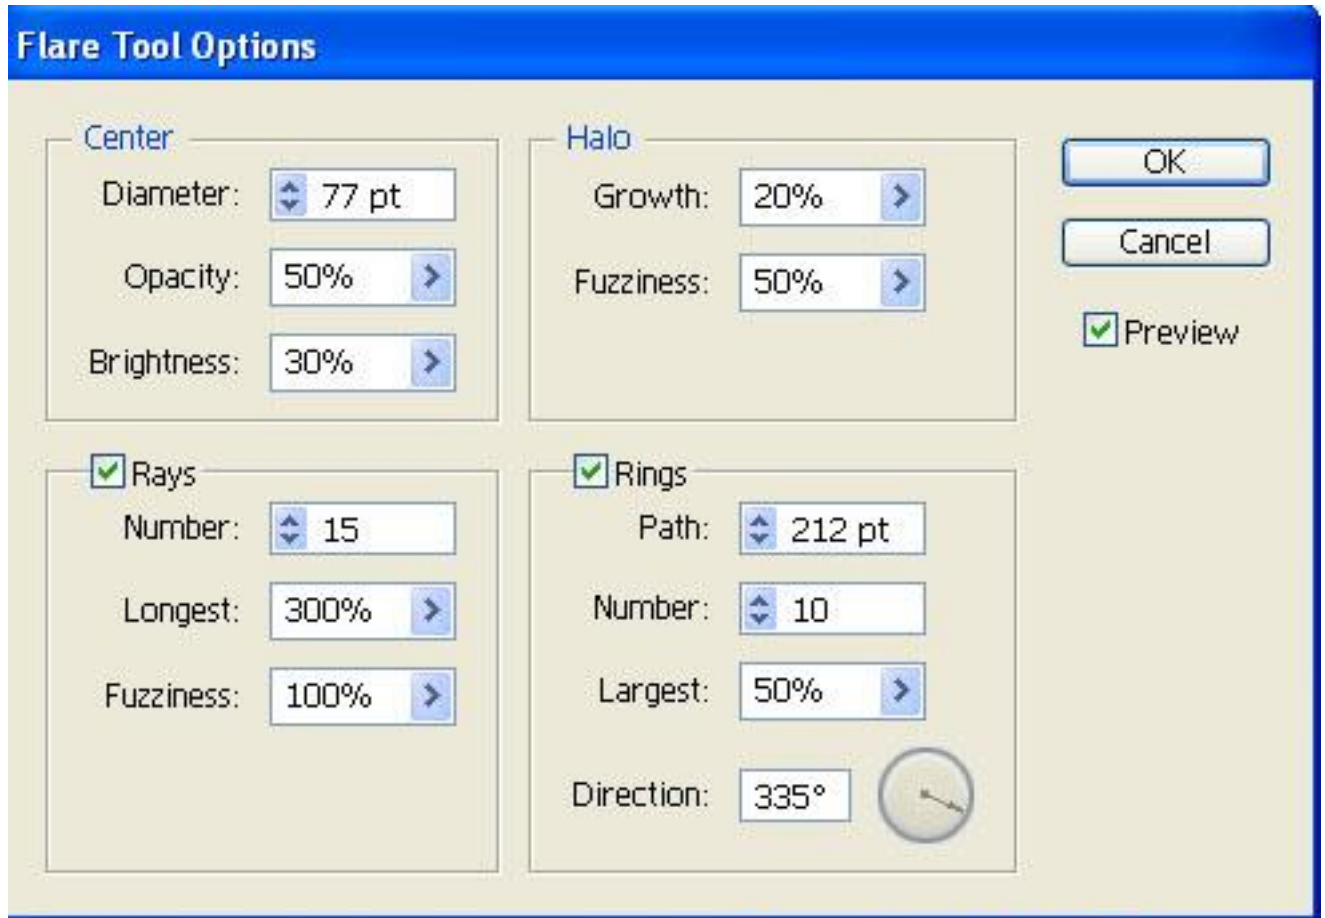 Flare Tool Options
Center
Diameter: 77 pt
Opacity: 50%
Brightness: 30%
Halo
Growth: 20%
Fuzziness: 50%
OK
Cancel
Preview
Rays
Number: 15
Longest: 300%
Fuzziness: 100%
Rings
Path: 212 pt
Number: 10
Largest: 50%
Direction: 335°